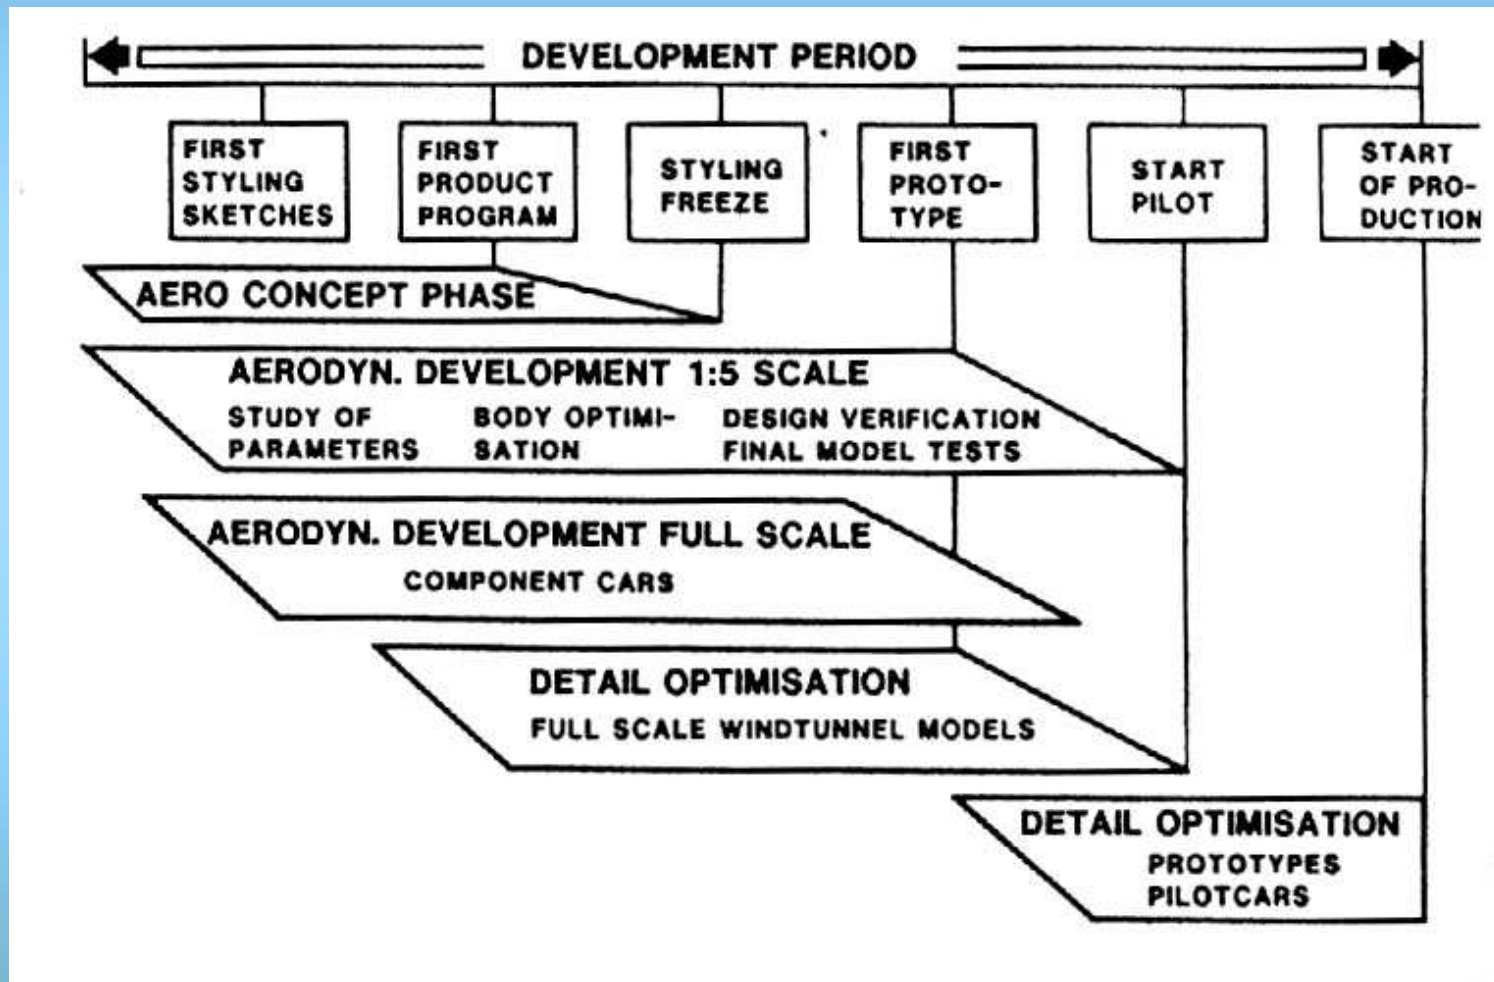 DEVELOPMENT PERIOD
FIRST
STYLING
SKETCHES
FIRST
PRODUCT
PROGRAM
STYLING
FREEZE
FIRST
PROTO-
TYPE
START
PILOT
START
OF PRO-
DUCTION
AERO CONCEPT PHASE
AERODYN. DEVELOPMENT 1:5 SCALE
STUDY OF
PARAMETERS
BODY OPTIMI-
SATION
DESIGN VERIFICATION
FINAL MODEL TESTS
AERODYN. DEVELOPMENT FULL SCALE
COMPONENT CARS
DETAIL OPTIMISATION
FULL SCALE WINDTUNNEL MODELS
DETAIL OPTIMISATION
PROTOTYPES
PILOTCARS